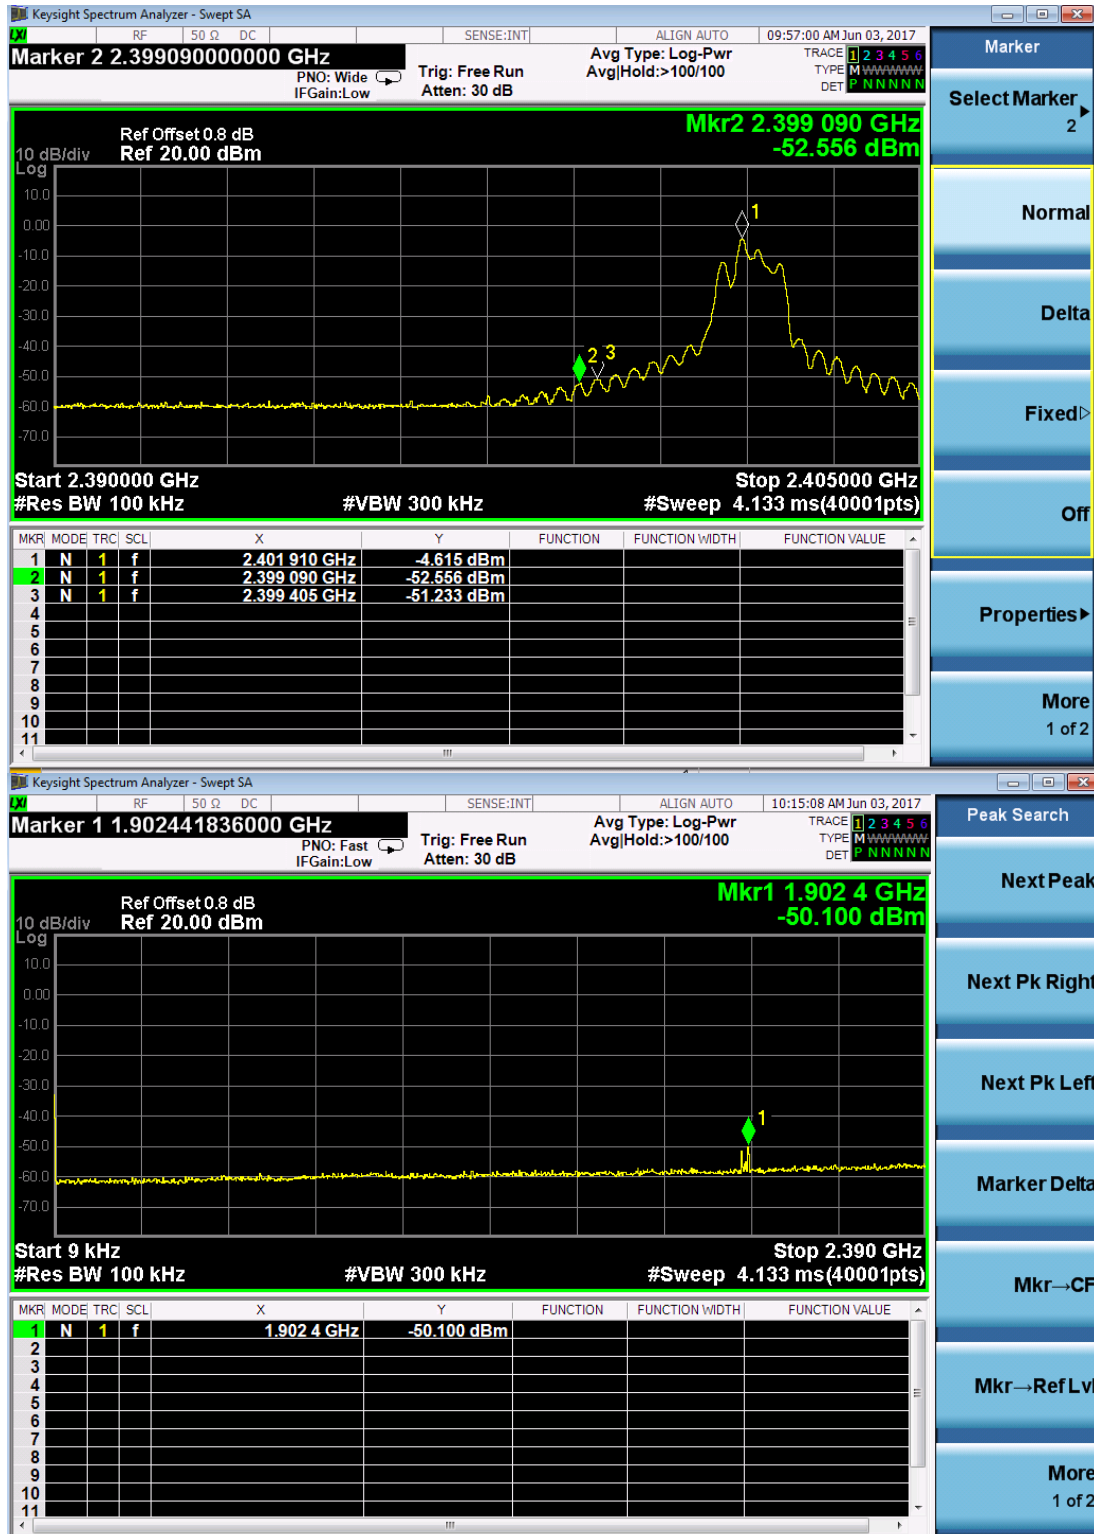 Keysight Spectrum Analyzer - Swept SA
LXI RF 50 Ω DC SENSE:INT ALIGN AUTO 09:57:00 AM Jun 03, 2017
Marker 2 2.399090000000 GHz
PNO: Wide
IFGain:Low
Trig: Free Run
Atten: 30 dB
Avg Type: Log-Pwr
Avg|Hold:>100/100
TRACE 1 2 3 4 5 6
TYPE M W W W W W
DET P N N N N N
Mkr2 2.399 090 GHz
-52.556 dBm
Ref Offset 0.8 dB
10 dB/div Ref 20.00 dBm
Log
10.0
0.00
-10.0
-20.0
-30.0
-40.0
-50.0
-60.0
-70.0
1
2 3
Start 2.390000 GHz Stop 2.405000 GHz
#Res BW 100 kHz #VBW 300 kHz #Sweep 4.133 ms(40001pts)
MKR MODE TRC SCL X Y FUNCTION FUNCTION WIDTH FUNCTION VALUE
1 N 1 f 2.401 910 GHz -4.615 dBm
2 N 1 f 2.399 090 GHz -52.556 dBm
3 N 1 f 2.399 405 GHz -51.233 dBm
4
5
6
7
8
9
10
11
Marker
Select Marker
2
Normal
Delta
Fixed
Off
Properties
More
1 of 2
Keysight Spectrum Analyzer - Swept SA
LXI RF 50 Ω DC SENSE:INT ALIGN AUTO 10:15:08 AM Jun 03, 2017
Marker 1 1.902441836000 GHz
PNO: Fast
IFGain:Low
Trig: Free Run
Atten: 30 dB
Avg Type: Log-Pwr
Avg|Hold:>100/100
TRACE 1 2 3 4 5 6
TYPE M W W W W W
DET P N N N N N
Mkr1 1.902 4 GHz
-50.100 dBm
Ref Offset 0.8 dB
10 dB/div Ref 20.00 dBm
Log
10.0
0.00
-10.0
-20.0
-30.0
-40.0
-50.0
-60.0
-70.0
1
Start 9 kHz Stop 2.390 GHz
#Res BW 100 kHz #VBW 300 kHz #Sweep 4.133 ms(40001pts)
MKR MODE TRC SCL X Y FUNCTION FUNCTION WIDTH FUNCTION VALUE
1 N 1 f 1.902 4 GHz -50.100 dBm
2
3
4
5
6
7
8
9
10
11
Peak Search
Next Peak
Next Pk Right
Next Pk Left
Marker Delta
Mkr→CF
Mkr→Ref Lvl
More
1 of 2